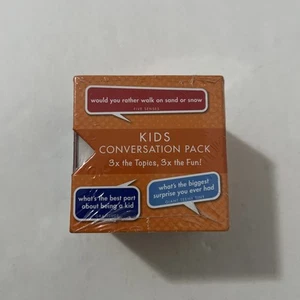 would you rather walk on sand or snow
KIDS
CONVERSATION PACK
3x the Topics, 3x the Fun!
what's the best part
about being a kid
what's the biggest
surprise you ever had